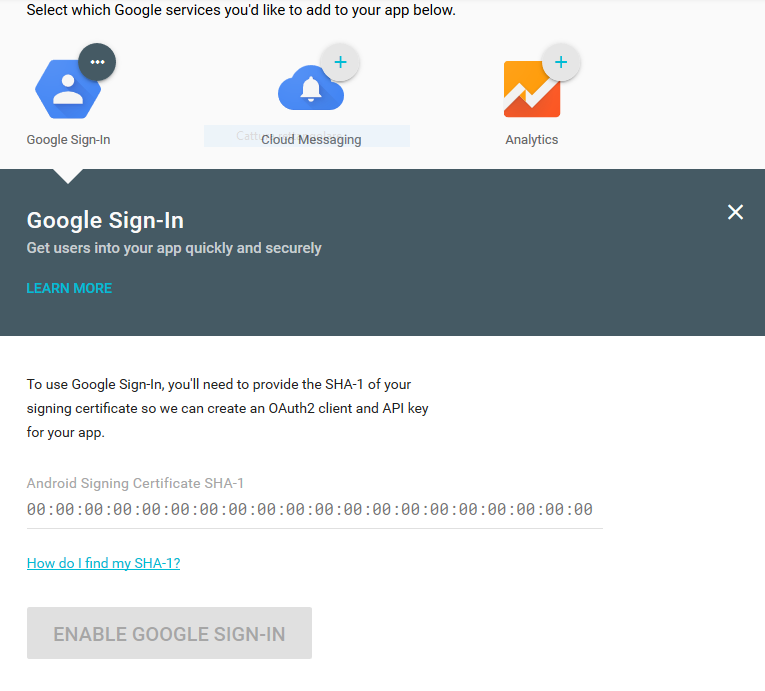 Select which Google services you'd like to add to your app below.
Google Sign-In
Cloud Messaging
Analytics
Google Sign-In
Get users into your app quickly and securely
LEARN MORE
To use Google Sign-In, you'll need to provide the SHA-1 of your
signing certificate so we can create an OAuth2 client and API key
for your app.
Android Signing Certificate SHA-1
00:00:00:00:00:00:00:00:00:00:00:00:00:00:00:00:00:00:00:00
How do I find my SHA-1?
ENABLE GOOGLE SIGN-IN